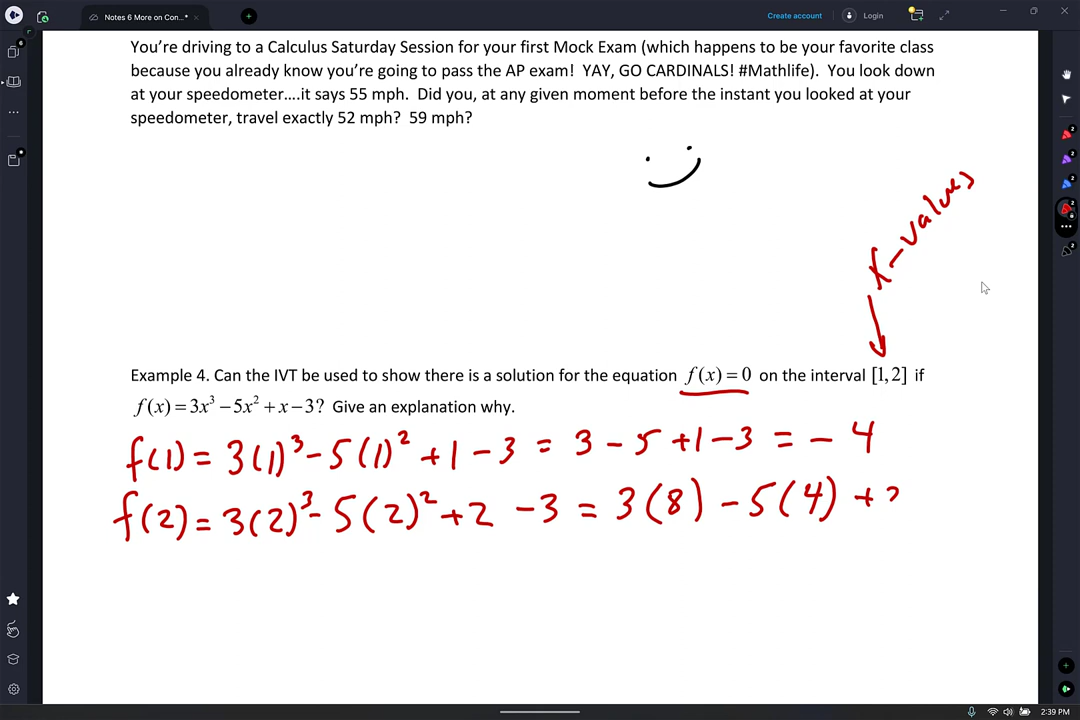 Notes 6 More on Con...*
Create account
Login
You're driving to a Calculus Saturday Session for your first Mock Exam (which happens to be your favorite class
because you already know you're going to pass the AP exam! YAY, GO CARDINALS! #Mathlife). You look down
at your speedometer....it says 55 mph. Did you, at any given moment before the instant you looked at your
speedometer, travel exactly 52 mph? 59 mph?
x-values
Example 4. Can the IVT be used to show there is a solution for the equation f(x) = 0 on the interval [1,2] if
f(x) = 3x³ − 5x² + x − 3? Give an explanation why.
f(1) = 3(1)³ − 5(1)² + 1 − 3 = 3 − 5 + 1 − 3 = − 4
f(2) = 3(2)³ − 5(2)² + 2 − 3 = 3(8) − 5(4) +
2:39 PM